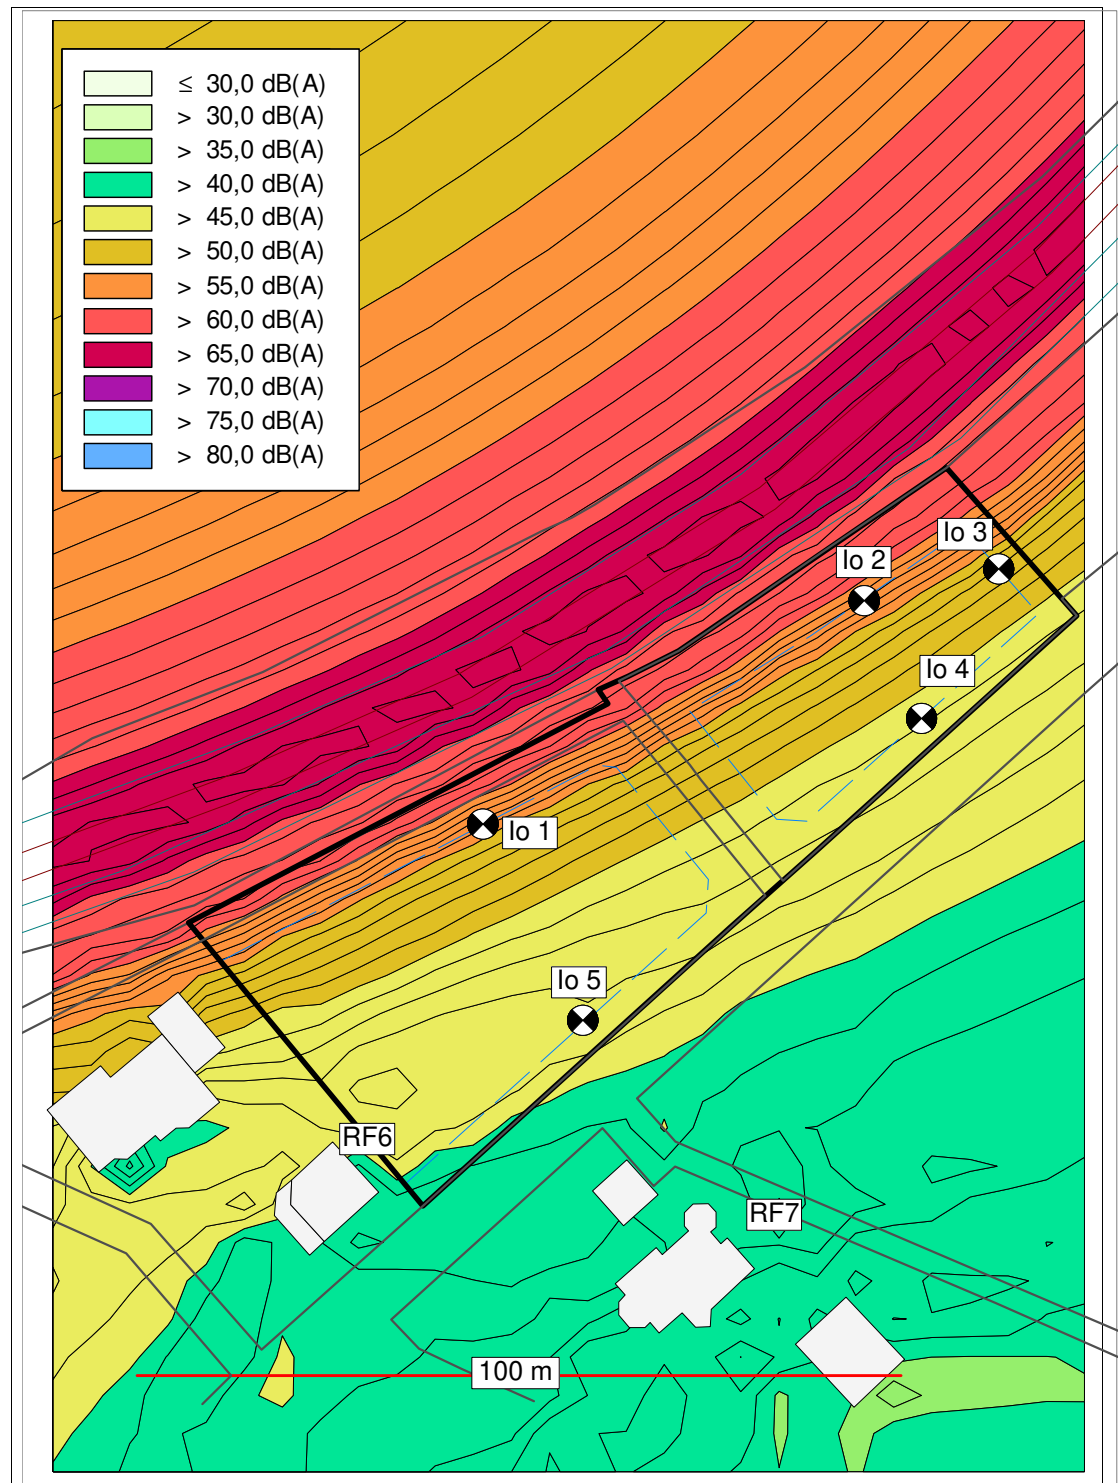 ≤ 30,0 dB(A)
> 30,0 dB(A)
> 35,0 dB(A)
> 40,0 dB(A)
> 45,0 dB(A)
> 50,0 dB(A)
> 55,0 dB(A)
> 60,0 dB(A)
> 65,0 dB(A)
> 70,0 dB(A)
> 75,0 dB(A)
> 80,0 dB(A)
Io 3
Io 2
Io 4
Io 1
Io 5
RF6
RF7
100 m